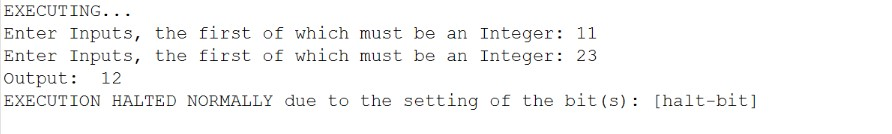 EXECUTING...
Enter Inputs, the first of which must be an Integer: 11
Enter Inputs, the first of which must be an Integer: 23
Output:  12
EXECUTION HALTED NORMALLY due to the setting of the bit(s): [halt-bit]